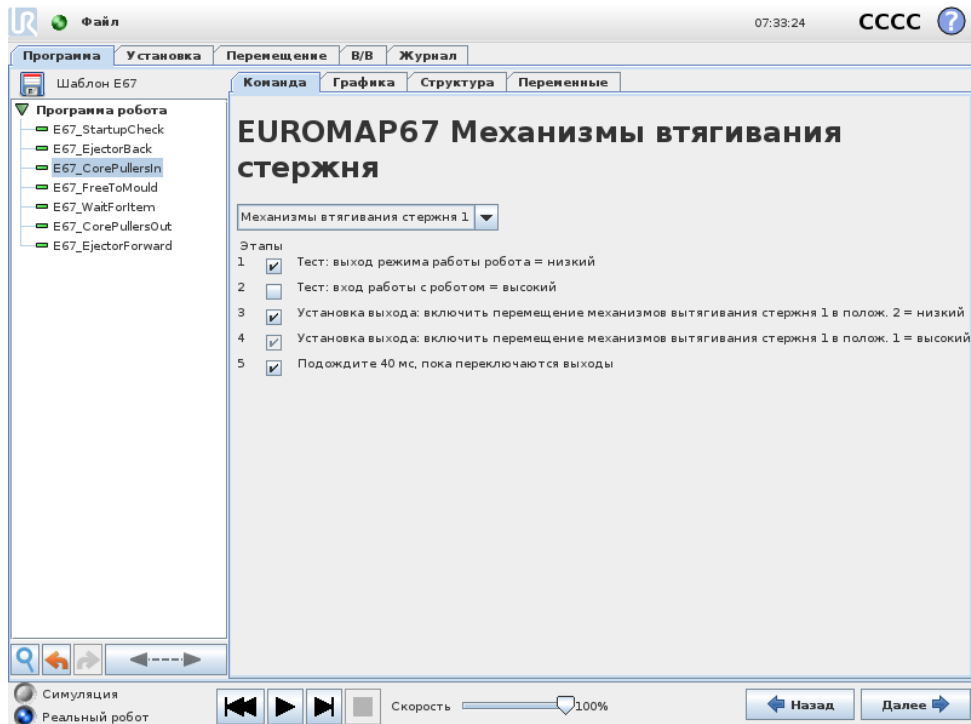 UR Файл 07:33:24 CCCC ?
Программа Установка Перемещение В/В Журнал
Шаблон E67
Команда Графика Структура Переменные
Программа робота
E67_StartupCheck
E67_EjectorBack
E67_CorePullersIn
E67_FreeToMould
E67_WaitForItem
E67_CorePullersOut
E67_EjectorForward
EUROMAP67 Механизмы втягивания
стержня
Механизмы втягивания стержня 1
Этапы
1 Тест: выход режима работы робота = низкий
2 Тест: вход работы с роботом = высокий
3 Установка выхода: включить перемещение механизмов вытягивания стержня 1 в полож. 2 = низкий
4 Установка выхода: включить перемещение механизмов вытягивания стержня 1 в полож. 1 = высокий
5 Подождите 40 мс, пока переключаются выходы
Симуляция
Реальный робот
Скорость 100%
Назад Далее